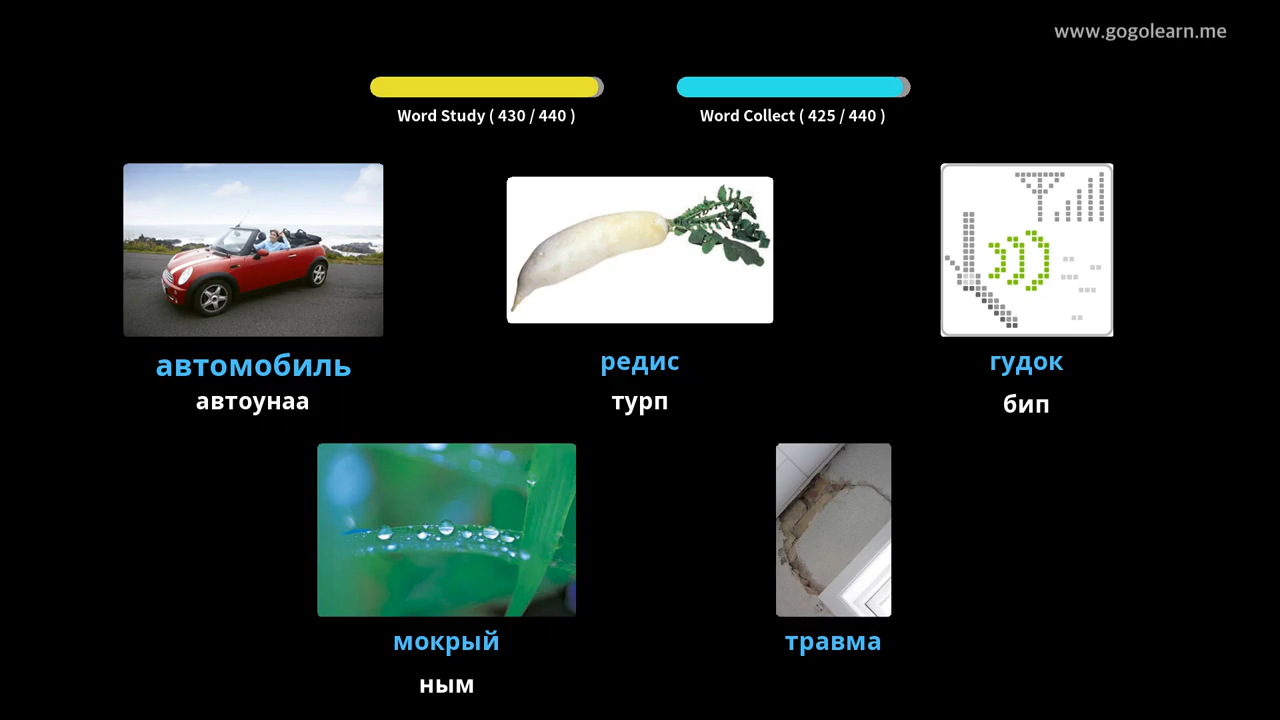 www.gogolearn.me
Word Study ( 430 / 440 )
Word Collect ( 425 / 440 )
автомобиль
автоунаа
редис
турп
гудок
бип
мокрый
ным
травма